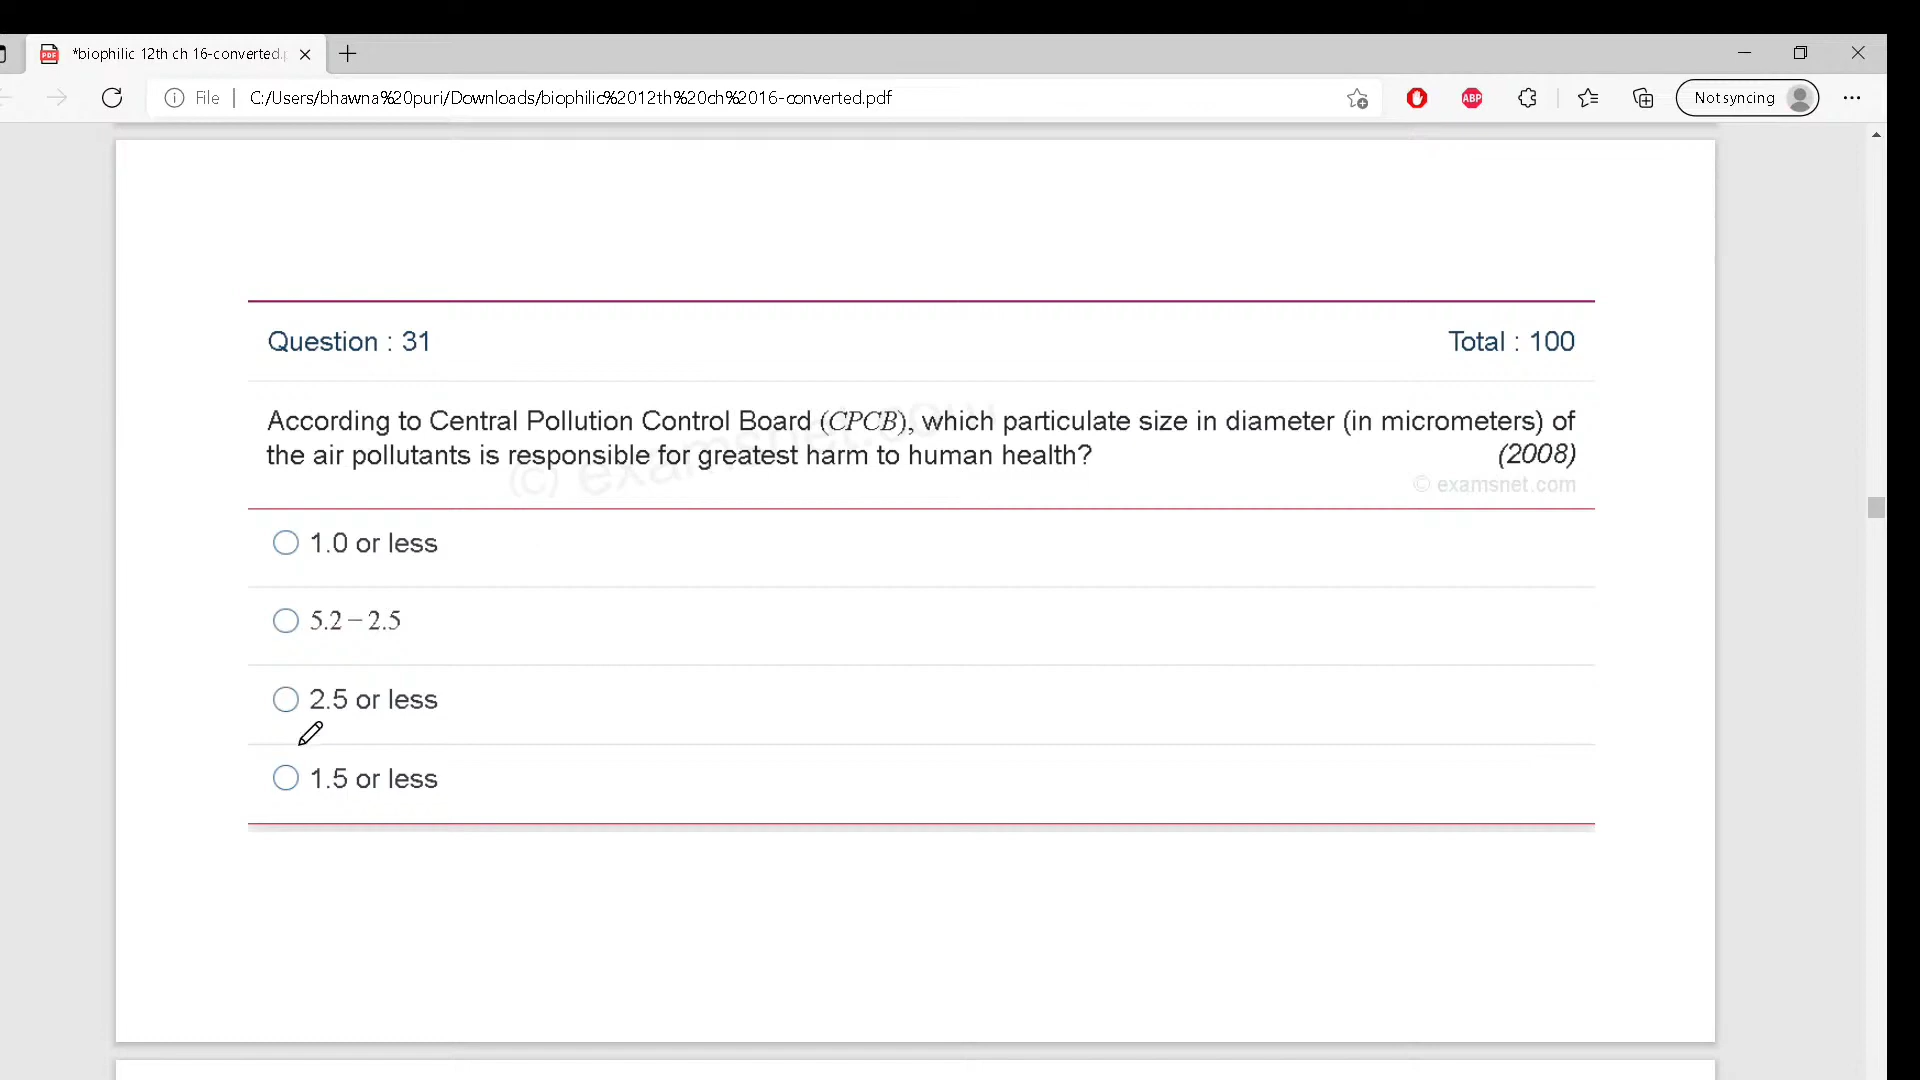 *biophilic 12th ch 16-converted.p
File
C:/Users/bhawna%20puri/Downloads/biophilic%2012th%20ch%2016-converted.pdf
ABP
Not syncing
Question : 31
Total : 100
According to Central Pollution Control Board (CPCB), which particulate size in diameter (in micrometers) of
the air pollutants is responsible for greatest harm to human health?
(2008)
(c) examsnet.com
© examsnet.com
1.0 or less
5.2 – 2.5
2.5 or less
1.5 or less